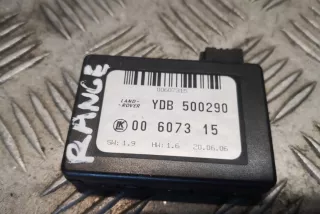 RANGE
LAND-
ROVER
YDB 500290
00 6073 15
SW: 1.9 HW: 1.6 20.06.06